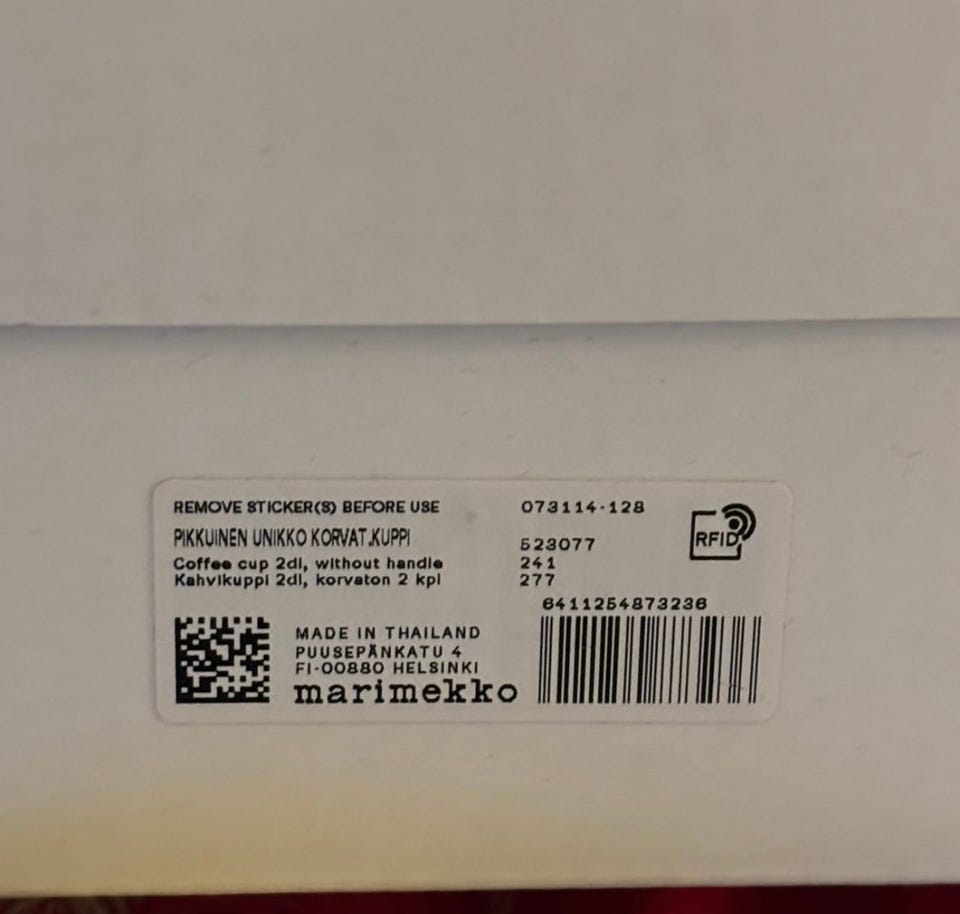 REMOVE STICKER(S) BEFORE USE
073114-128
PIKKUINEN UNIKKO KORVAT.KUPPI
523077
Coffee cup 2dl, without handle
241
Kahvikuppi 2dl, korvaton 2 kpl
277
RFID
6411254873236
MADE IN THAILAND
PUUSEPÄNKATU 4
FI-00880 HELSINKI
marimekko